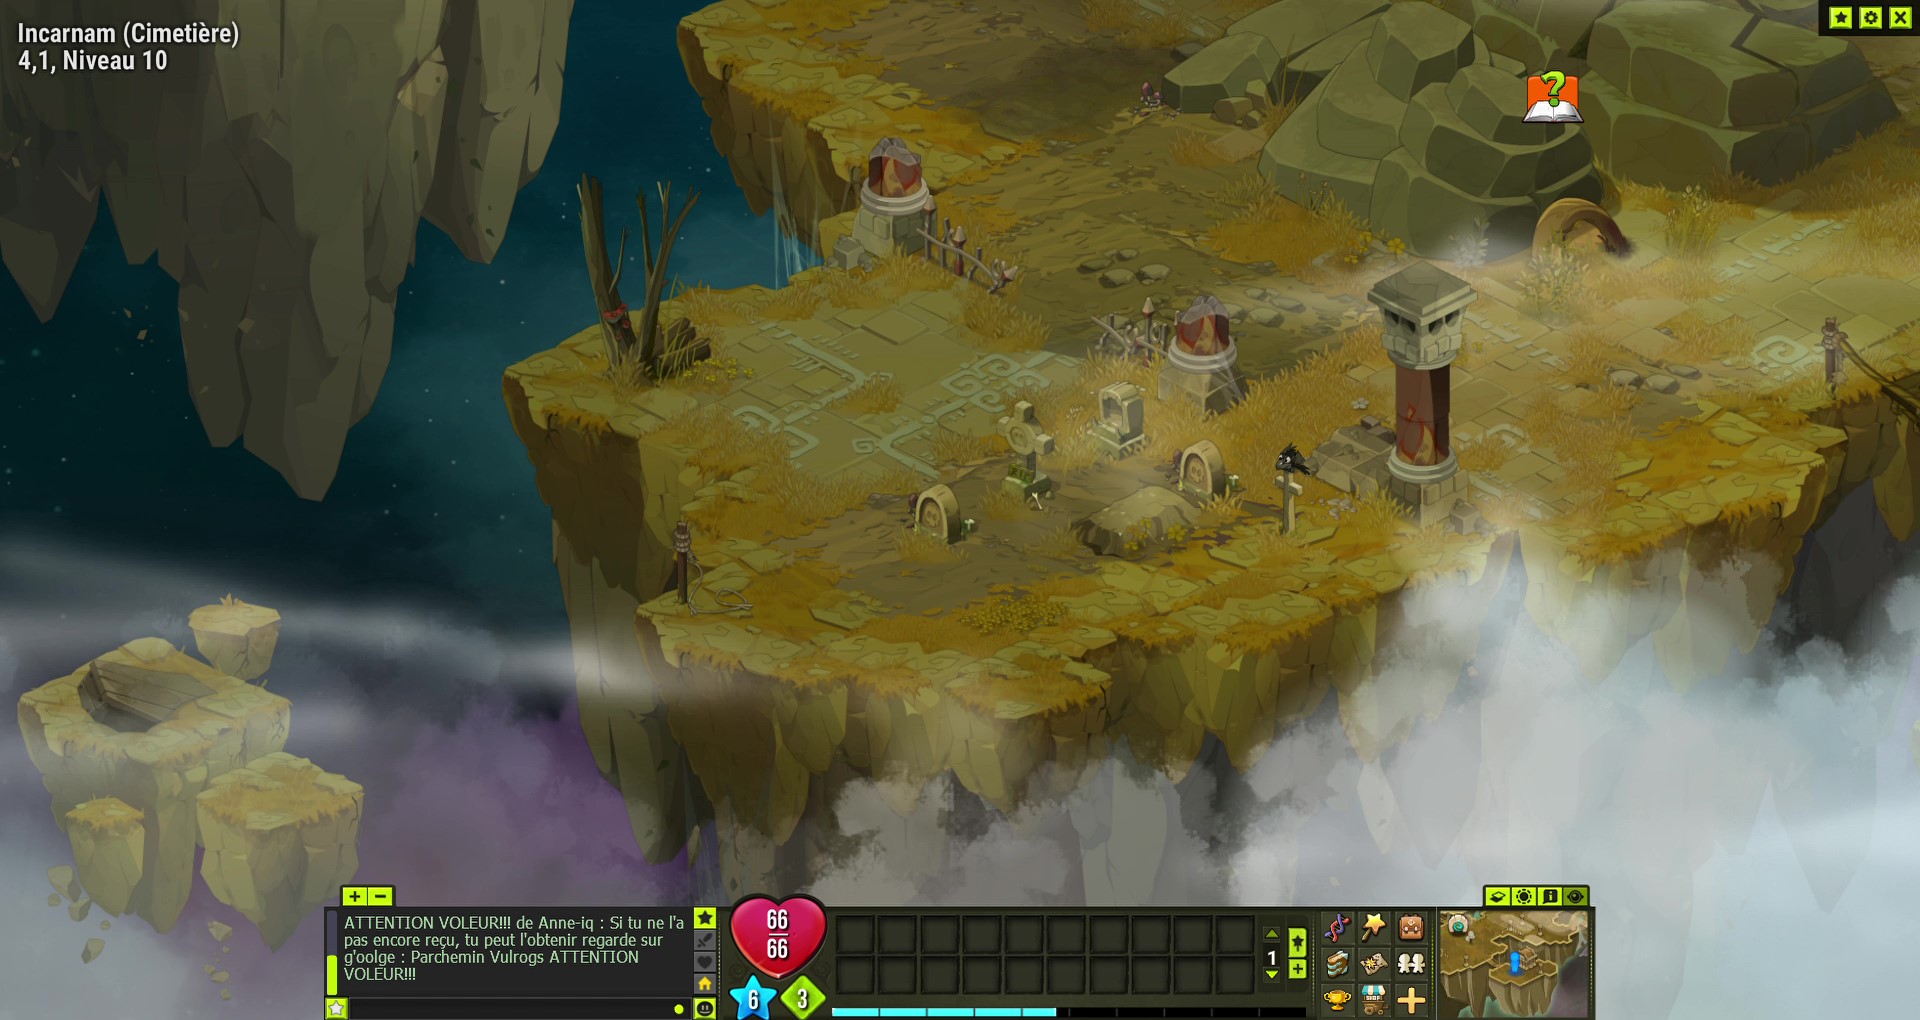 Incarnam (Cimetière)
4,1, Niveau 10
?
ATTENTION VOLEUR!!! de Anne-iq : Si tu ne l'a
pas encore reçu, tu peut l'obtenir regarde sur
g'oolge : Parchemin Vulrogs ATTENTION
VOLEUR!!!
66
66
6
3
1
SHOP